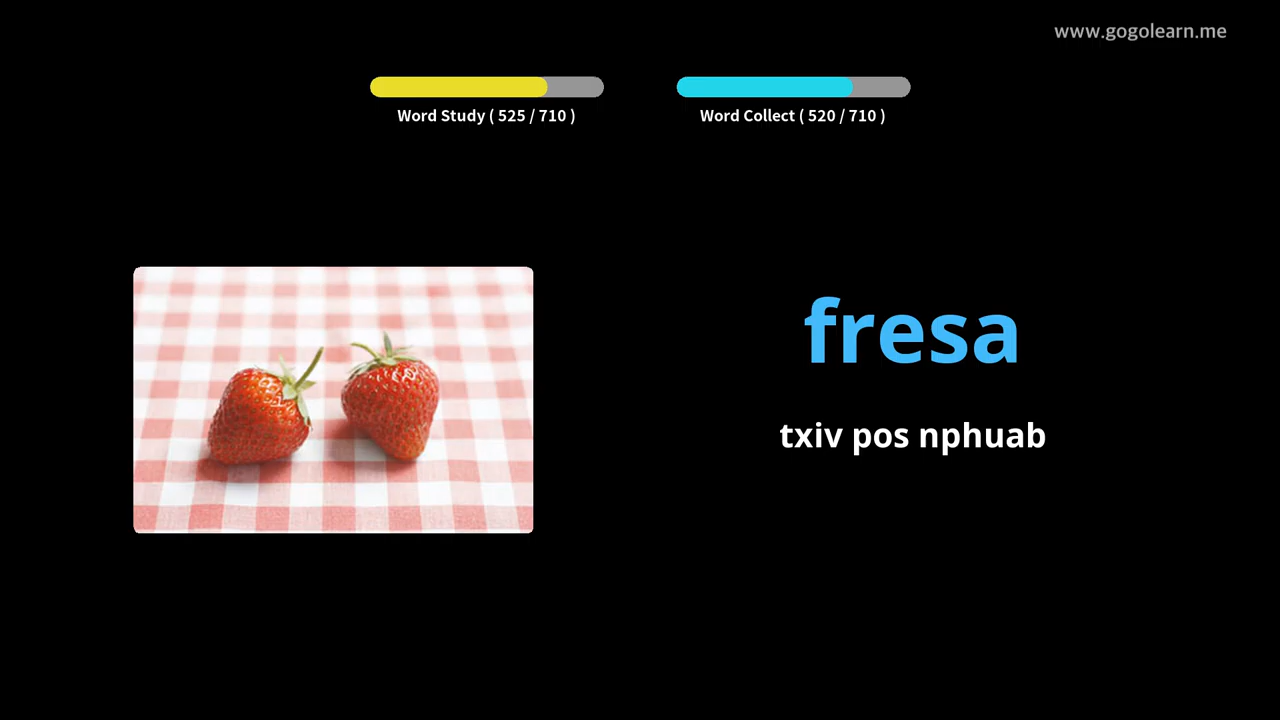 www.gogolearn.me
Word Study ( 525 / 710 )
Word Collect ( 520 / 710 )
fresa
txiv pos nphuab